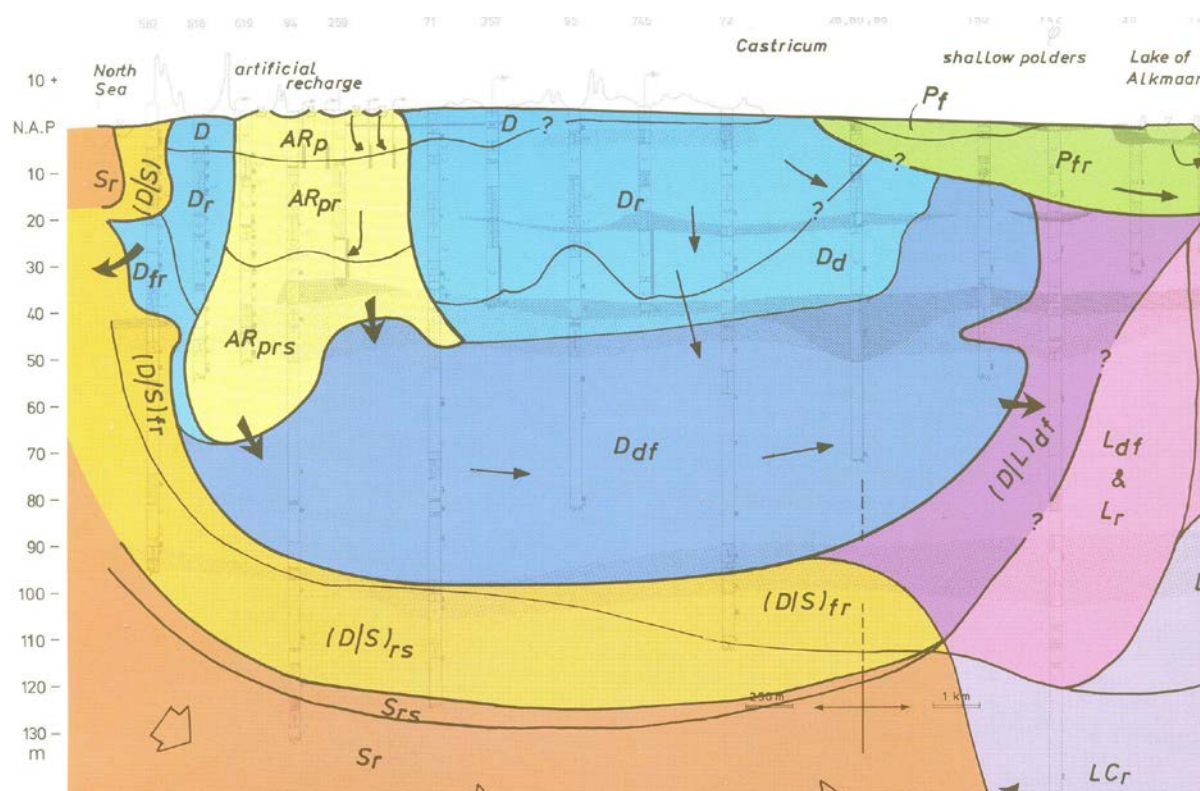 Castricum
North Sea
artificial recharge
shallow polders
Lake of Alkmaar
10 +
N.A.P
10
20
30
40
50
60
70
80
90
100
110
120
130
m
Sr
(S/D)
D
Dr
Dfr
ARp
ARpr
ARprs
D ?
Dr
?
Dd
?
Pf
Pfr
(D/S)fr
Ddf
(D/L)df
?
Ldf & Lr
?
(D/S)rs
(D/S)fr
Srs
Sr
250m
1 km
LCr